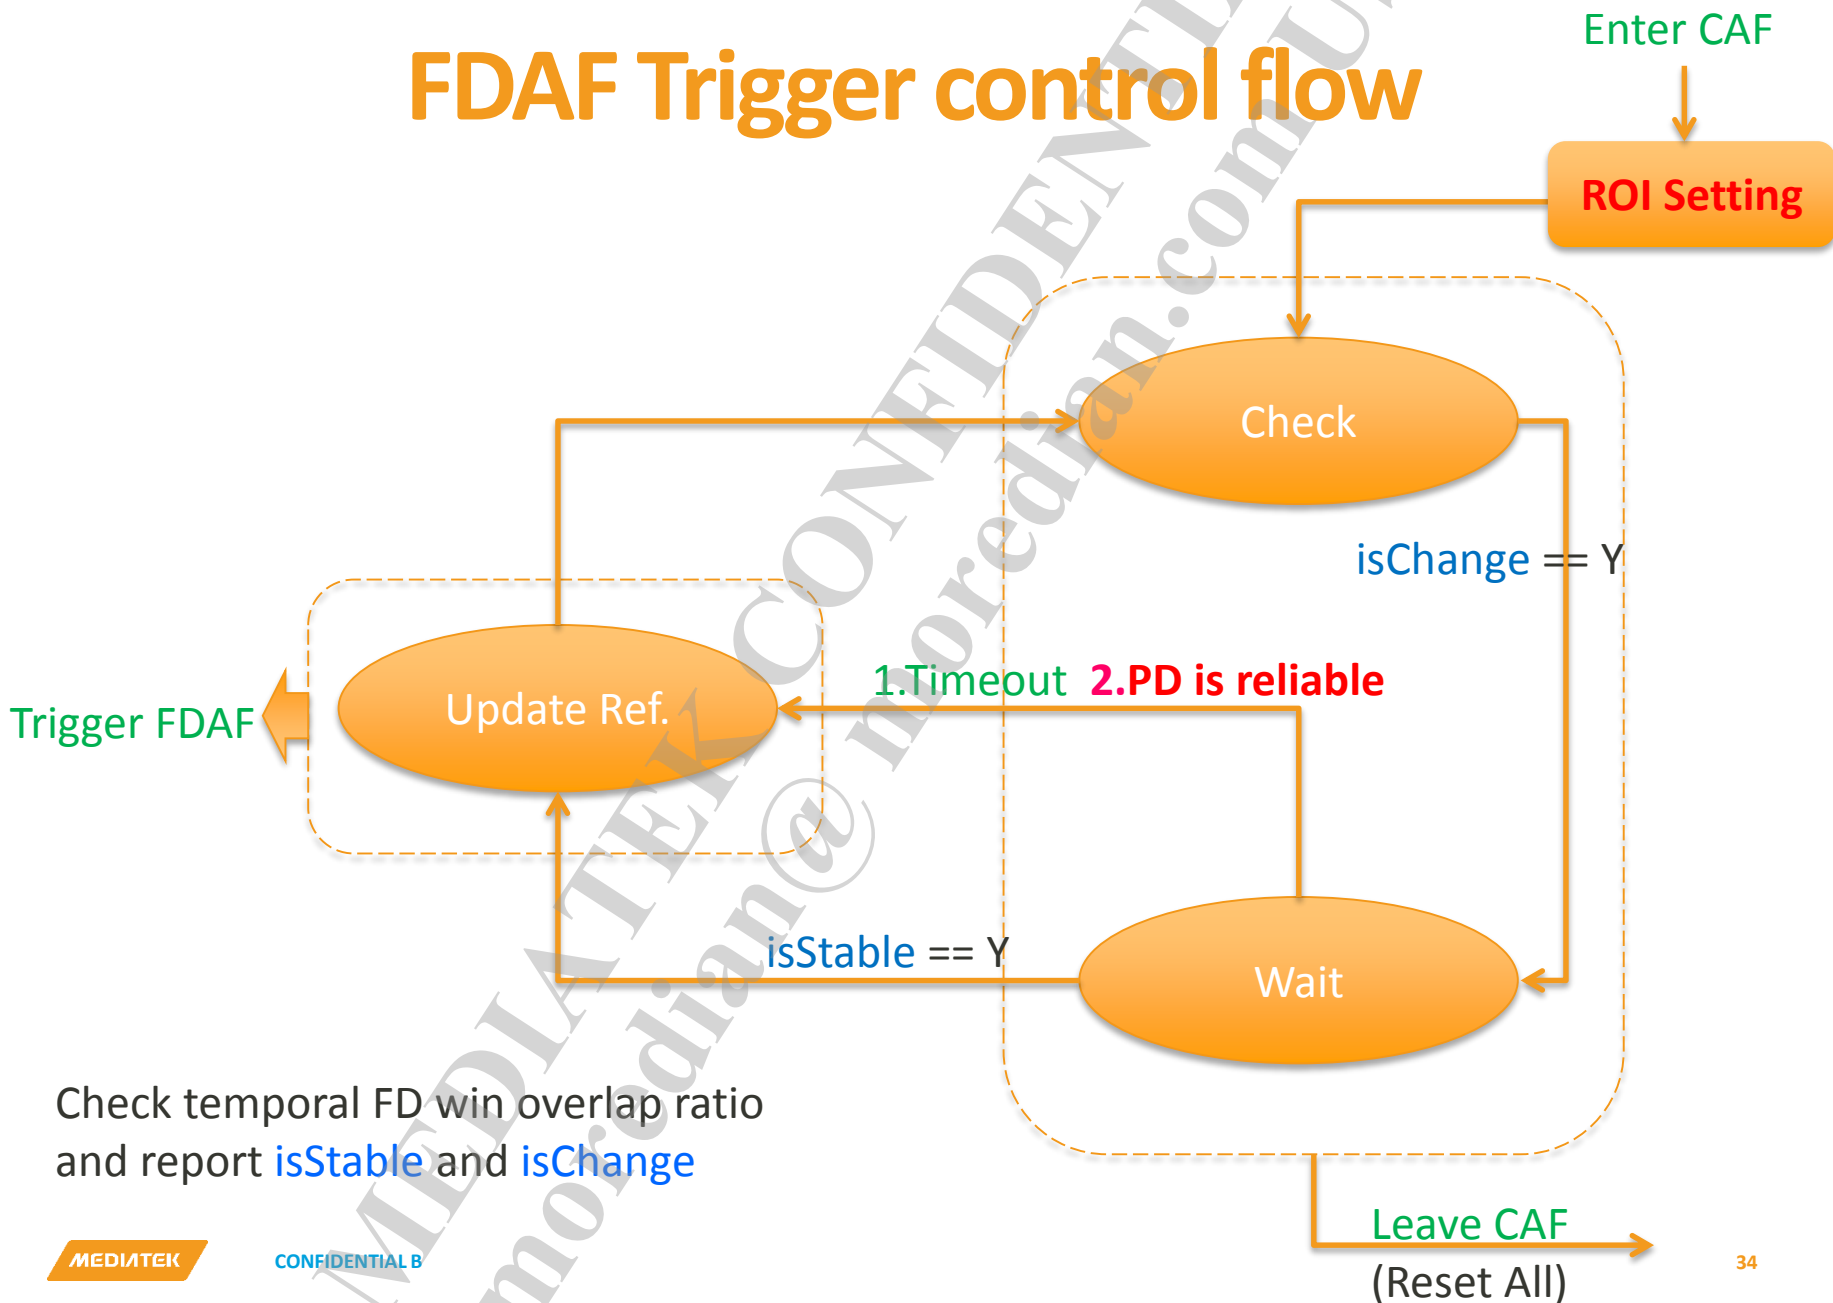 FDAF Trigger control flow
Enter CAF
ROI Setting
Check
isChange == Y
1.Timeout 2.PD is reliable
Update Ref.
Trigger FDAF
isStable == Y
Wait
Check temporal FD win overlap ratio
and report isStable and isChange
Leave CAF
(Reset All)
MEDIATEK
CONFIDENTIAL B
34